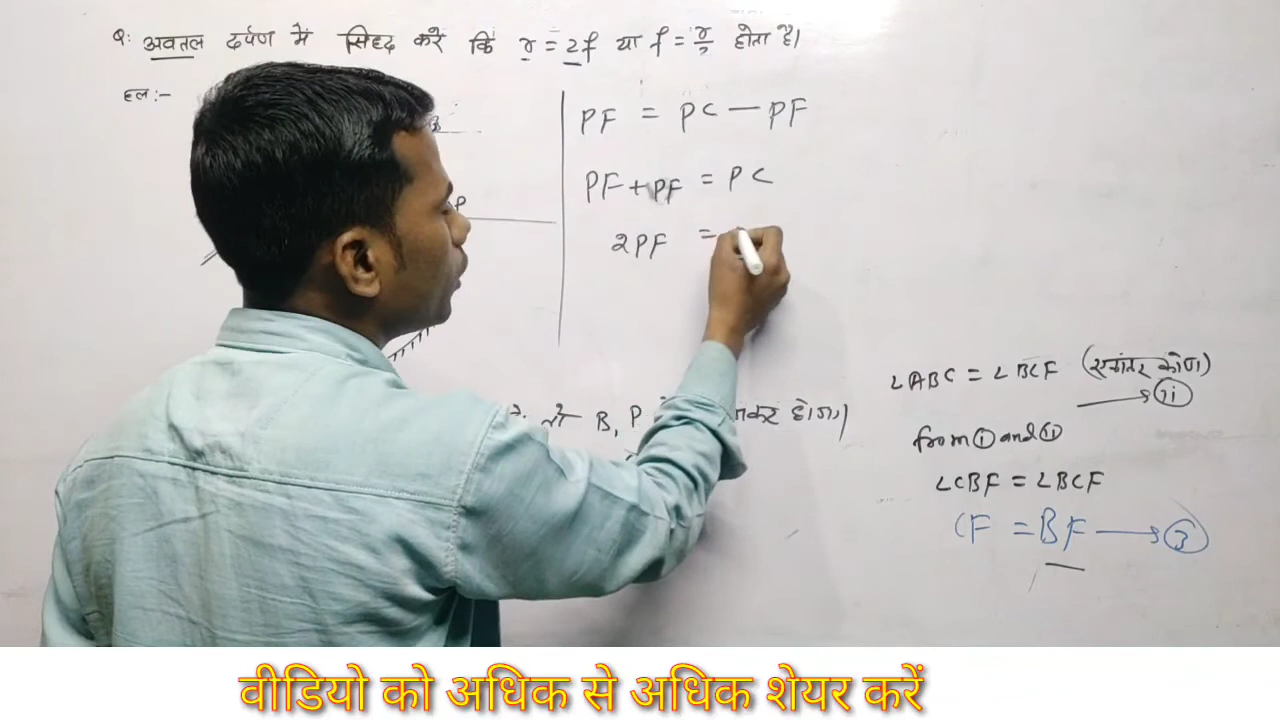 Q: अवतल दर्पण में सिद्द करें कि r = 2f या f = r/2 होता है।
हल :-
B
P
PF = PC — PF
PF + PF = PC
2PF =
B, P
∠ABC = ∠BCF (एकांतर कोण)
→ (ii)
from (i) and (ii)
∠CBF = ∠BCF
CF = BF → (3)
वीडियो को अधिक से अधिक शेयर करें